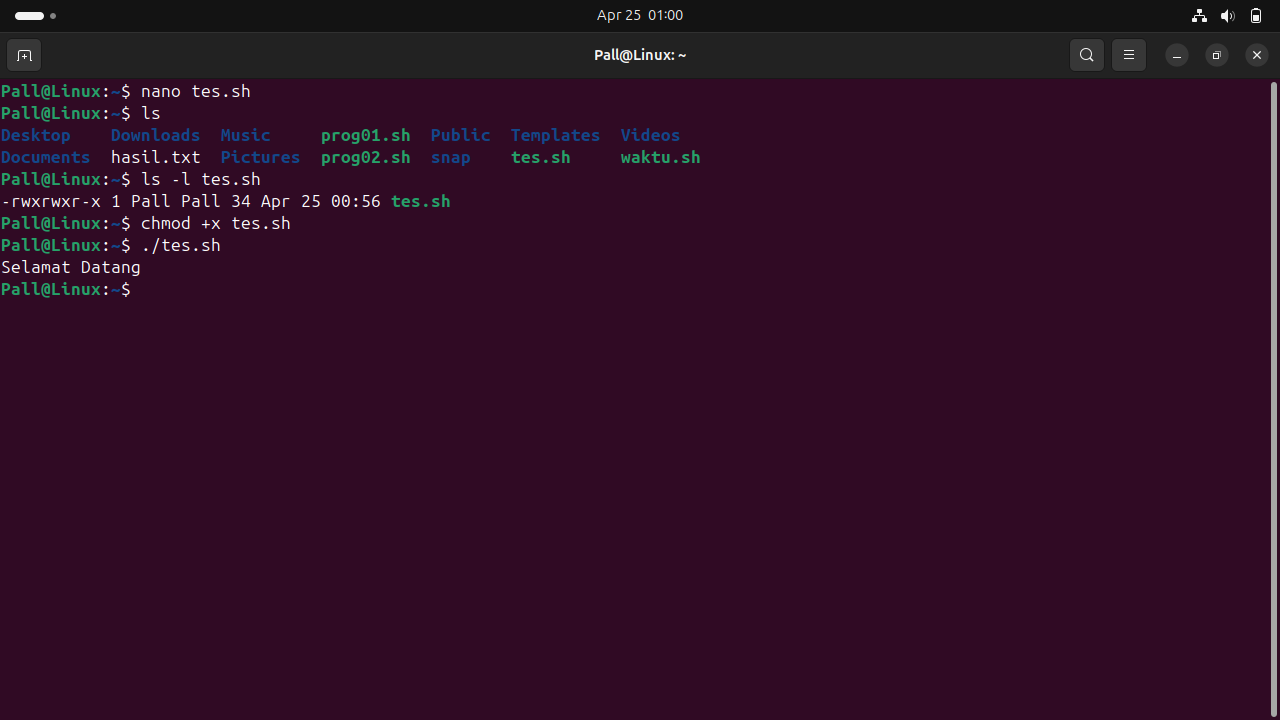 Apr 25 01:00
Pall@Linux: ~
Pall@Linux:~$ nano tes.sh
Pall@Linux:~$ ls
Desktop    Downloads  Music     prog01.sh  Public  Templates  Videos
Documents  hasil.txt  Pictures  prog02.sh  snap    tes.sh     waktu.sh
Pall@Linux:~$ ls -l tes.sh
-rwxrwxr-x 1 Pall Pall 34 Apr 25 00:56 tes.sh
Pall@Linux:~$ chmod +x tes.sh
Pall@Linux:~$ ./tes.sh
Selamat Datang
Pall@Linux:~$